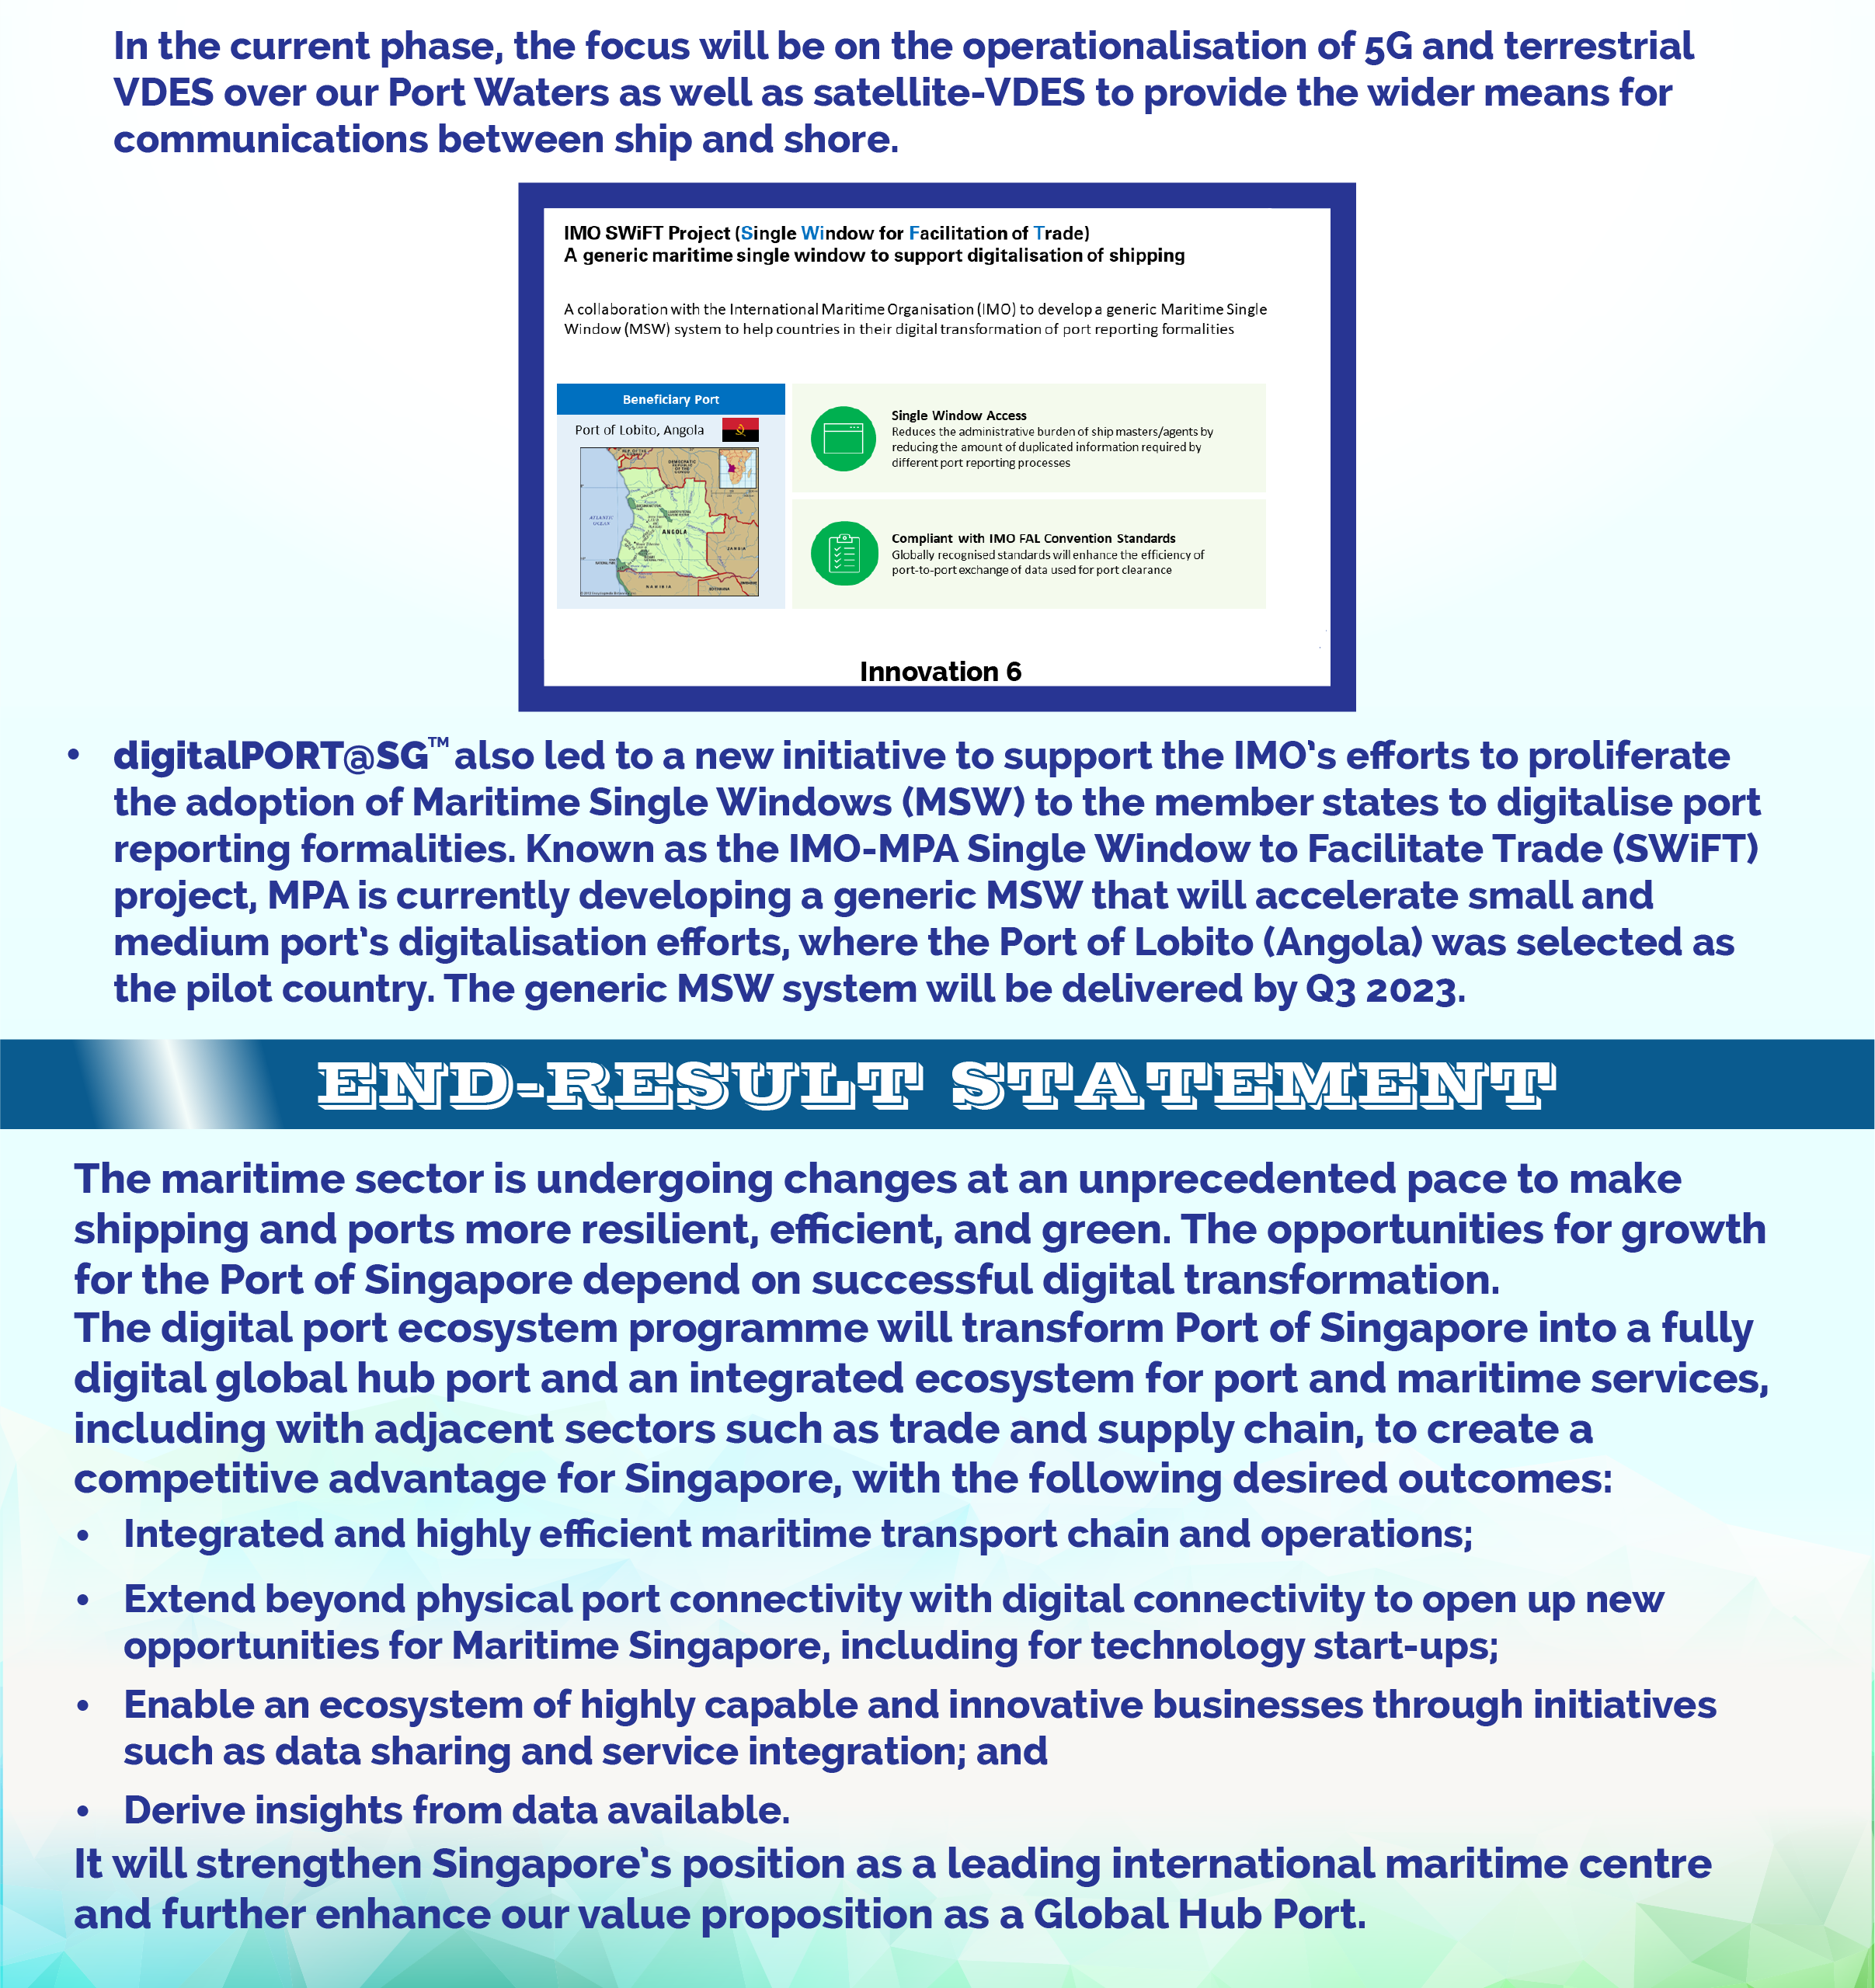 In the current phase, the focus will be on the operationalisation of 5G and terrestrial
VDES over our Port Waters as well as satellite-VDES to provide the wider means for
communications between ship and shore.
IMO SWiFT Project (Single Window for Facilitation of Trade)
A generic maritime single window to support digitalisation of shipping
A collaboration with the International Maritime Organisation (IMO) to develop a generic Maritime Single
Window (MSW) system to help countries in their digital transformation of port reporting formalities
Beneficiary Port
Port of Lobito, Angola
DEMOCRATIC
REPUBLIC
OF THE
CONGO
ATLANTIC
OCEAN
ANGOLA
ZAMBIA
NAMIBIA
BOTSWANA
Single Window Access
Reduces the administrative burden of ship masters/agents by
reducing the amount of duplicated information required by
different port reporting processes
Compliant with IMO FAL Convention Standards
Globally recognised standards will enhance the efficiency of
port-to-port exchange of data used for port clearance
Innovation 6
• digitalPORT@SG™ also led to a new initiative to support the IMO's efforts to proliferate
the adoption of Maritime Single Windows (MSW) to the member states to digitalise port
reporting formalities. Known as the IMO-MPA Single Window to Facilitate Trade (SWiFT)
project, MPA is currently developing a generic MSW that will accelerate small and
medium port's digitalisation efforts, where the Port of Lobito (Angola) was selected as
the pilot country. The generic MSW system will be delivered by Q3 2023.
END-RESULT STATEMENT
The maritime sector is undergoing changes at an unprecedented pace to make
shipping and ports more resilient, efficient, and green. The opportunities for growth
for the Port of Singapore depend on successful digital transformation.
The digital port ecosystem programme will transform Port of Singapore into a fully
digital global hub port and an integrated ecosystem for port and maritime services,
including with adjacent sectors such as trade and supply chain, to create a
competitive advantage for Singapore, with the following desired outcomes:
• Integrated and highly efficient maritime transport chain and operations;
• Extend beyond physical port connectivity with digital connectivity to open up new
opportunities for Maritime Singapore, including for technology start-ups;
• Enable an ecosystem of highly capable and innovative businesses through initiatives
such as data sharing and service integration; and
• Derive insights from data available.
It will strengthen Singapore's position as a leading international maritime centre
and further enhance our value proposition as a Global Hub Port.